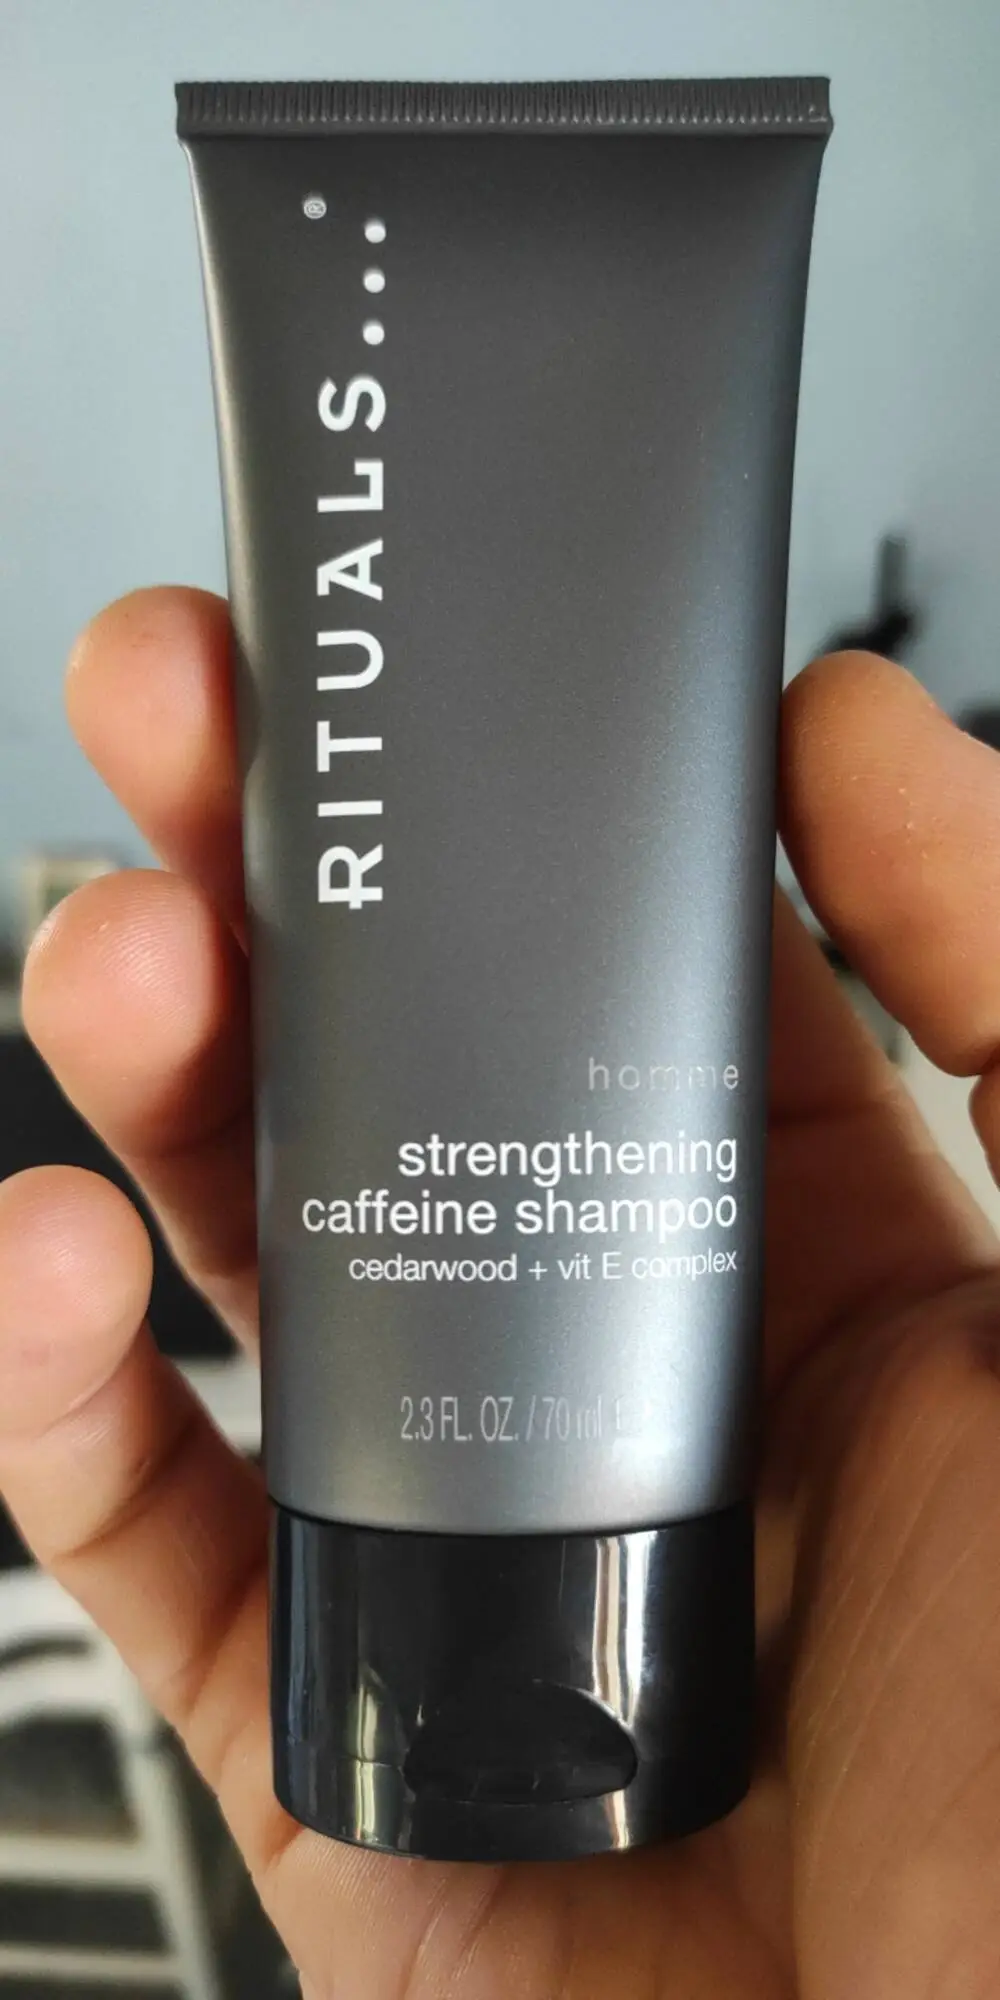 RITUALS...®
homme
strengthening
caffeine shampoo
cedarwood + vit E complex
2.3 FL. OZ. / 70 ml